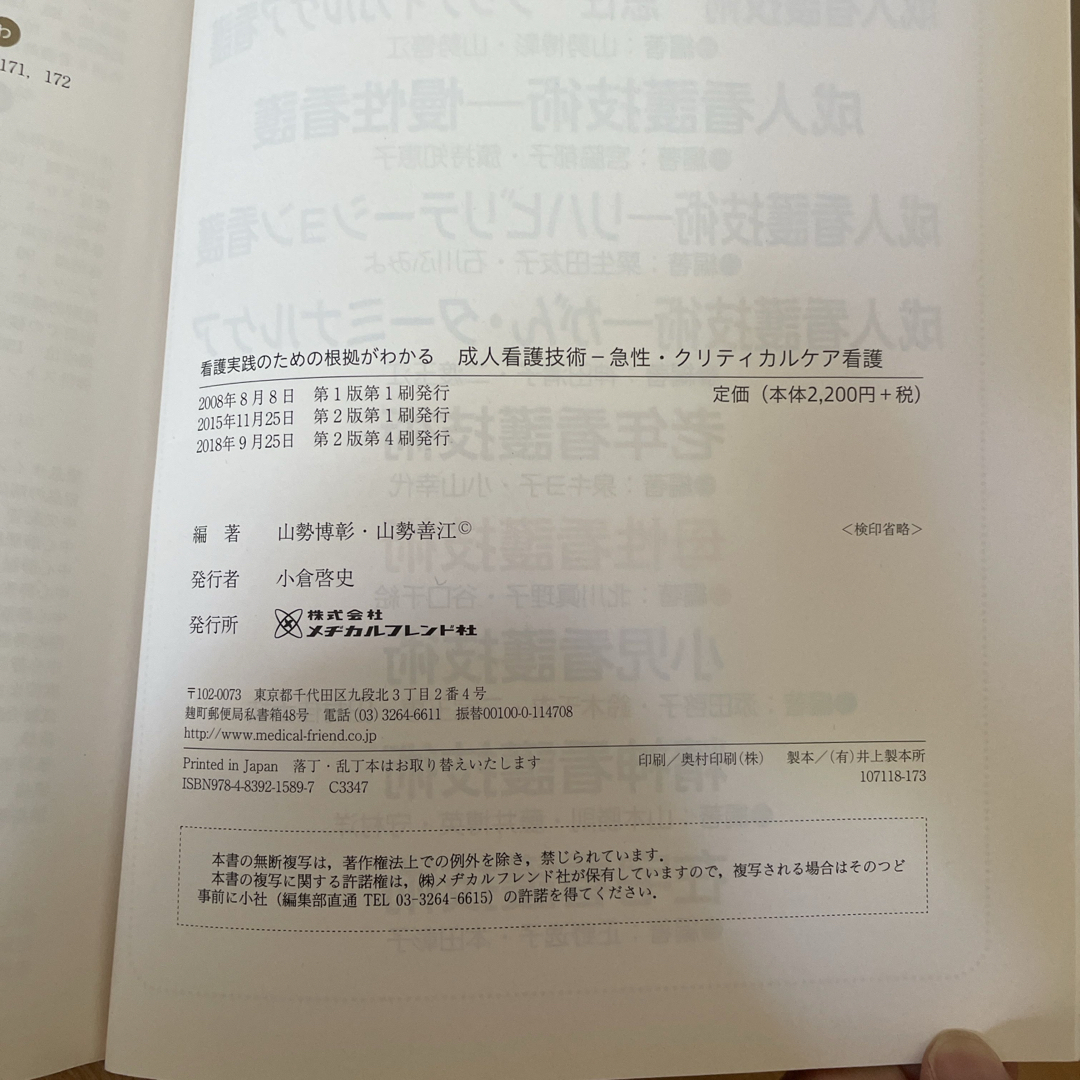 わ
171, 172
看護実践のための根拠がわかる 成人看護技術－急性・クリティカルケア看護
2008年8月8日 第1版第1刷発行 定価（本体2,200円＋税）
2015年11月25日 第2版第1刷発行
2018年9月25日 第2版第4刷発行
編 著 山勢博彰・山勢善江© ＜検印省略＞
発行者 小倉啓史
発行所 株式会社
メヂカルフレンド社
〒102-0073 東京都千代田区九段北3丁目2番4号
麹町郵便局私書箱48号 電話(03)3264-6611 振替00100-0-114708
http://www.medical-friend.co.jp
Printed in Japan 落丁・乱丁本はお取り替えいたします 印刷／奥村印刷(株) 製本／(有)井上製本所
ISBN978-4-8392-1589-7 C3347 107118-173
本書の無断複写は，著作権法上での例外を除き，禁じられています．
本書の複写に関する許諾権は，㈱メヂカルフレンド社が保有していますので，複写される場合はそのつど
事前に小社（編集部直通 TEL 03-3264-6615）の許諾を得てください．